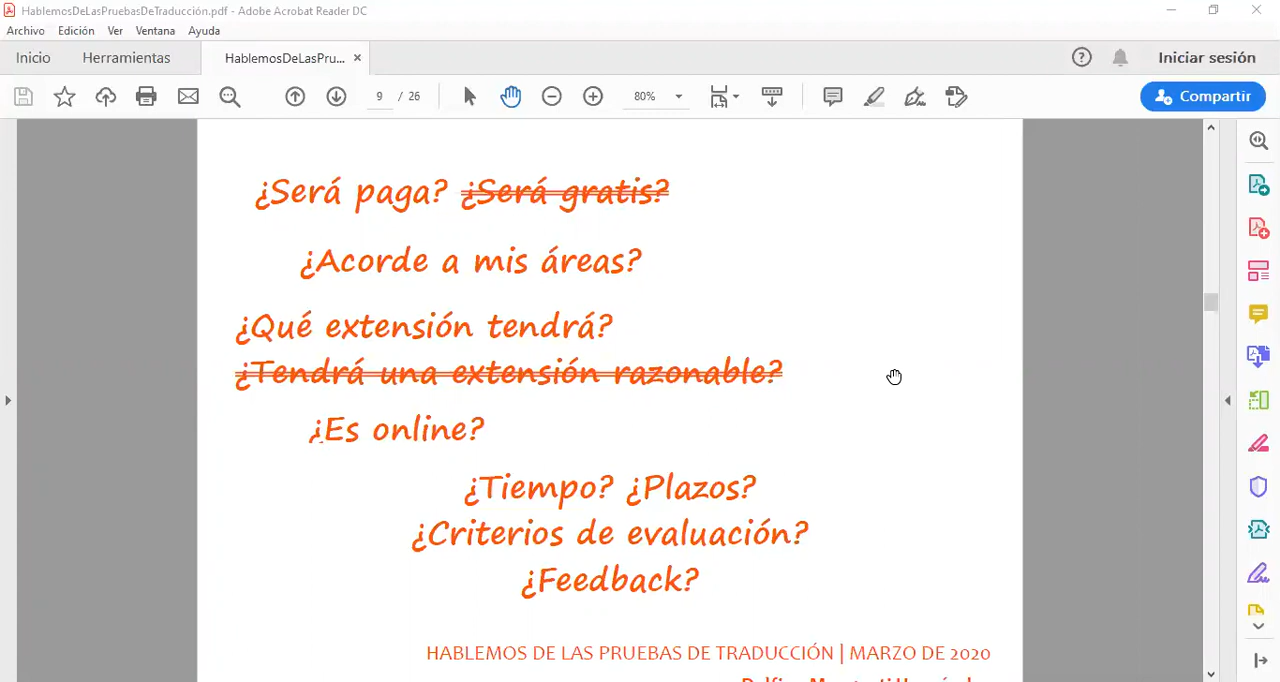 HablemosDeLasPruebasDeTraducción.pdf - Adobe Acrobat Reader DC
Archivo Edición Ver Ventana Ayuda
Inicio Herramientas HablemosDeLasPru... Iniciar sesión
9 / 26 80% Compartir
¿Será paga? ¿Será gratis?
¿Acorde a mis áreas?
¿Qué extensión tendrá?
¿Tendrá una extensión razonable?
¿Es online?
¿Tiempo? ¿Plazos?
¿Criterios de evaluación?
¿Feedback?
HABLEMOS DE LAS PRUEBAS DE TRADUCCIÓN | MARZO DE 2020